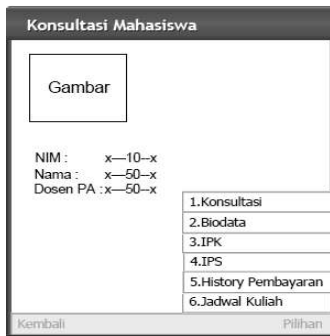 Konsultasi Mahasiswa
Gambar
NIM : x—10--x
Nama : x—50--x
Dosen PA :x—50--x
1.Konsultasi
2.Biodata
3.IPK
4.IPS
5.History Pembayaran
6.Jadwal Kuliah
Kembali Pilihan